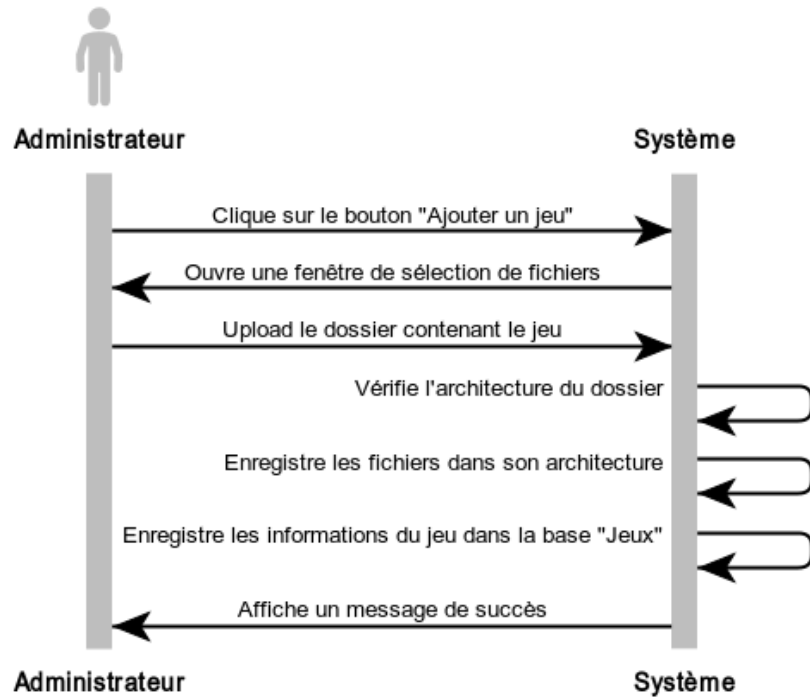 Administrateur
Système
Clique sur le bouton "Ajouter un jeu"
Ouvre une fenêtre de sélection de fichiers
Upload le dossier contenant le jeu
Vérifie l'architecture du dossier
Enregistre les fichiers dans son architecture
Enregistre les informations du jeu dans la base "Jeux"
Affiche un message de succès
Administrateur
Système